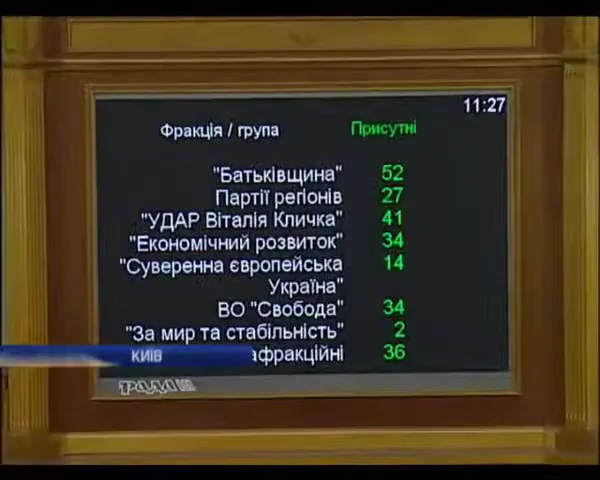 11:27
Фракція / група Присутні
"Батьківщина" 52
Партії регіонів 27
"УДАР Віталія Кличка" 41
"Економічний розвиток" 34
"Суверенна європейська 14
Україна"
ВО "Свобода" 34
"За мир та стабільність" 2
афракційні 36
КИЇВ
РАДА